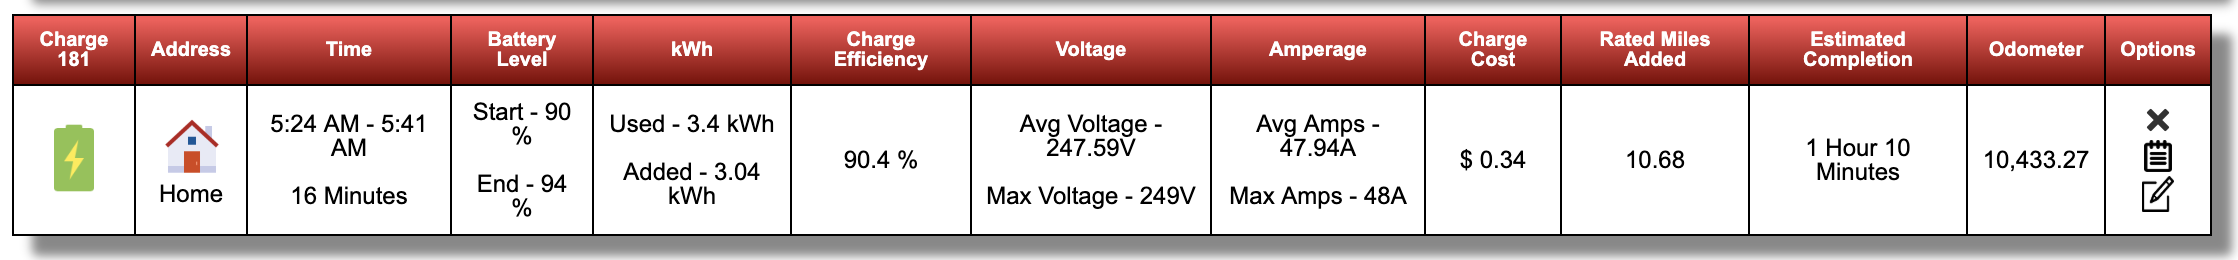 Charge
181
Address
Time
Battery
Level
kWh
Charge
Efficiency
Voltage
Amperage
Charge
Cost
Rated Miles
Added
Estimated
Completion
Odometer
Options
Home
5:24 AM - 5:41
AM
16 Minutes
Start - 90
%
End - 94
%
Used - 3.4 kWh
Added - 3.04
kWh
90.4 %
Avg Voltage -
247.59V
Max Voltage - 249V
Avg Amps -
47.94A
Max Amps - 48A
$ 0.34
10.68
1 Hour 10
Minutes
10,433.27